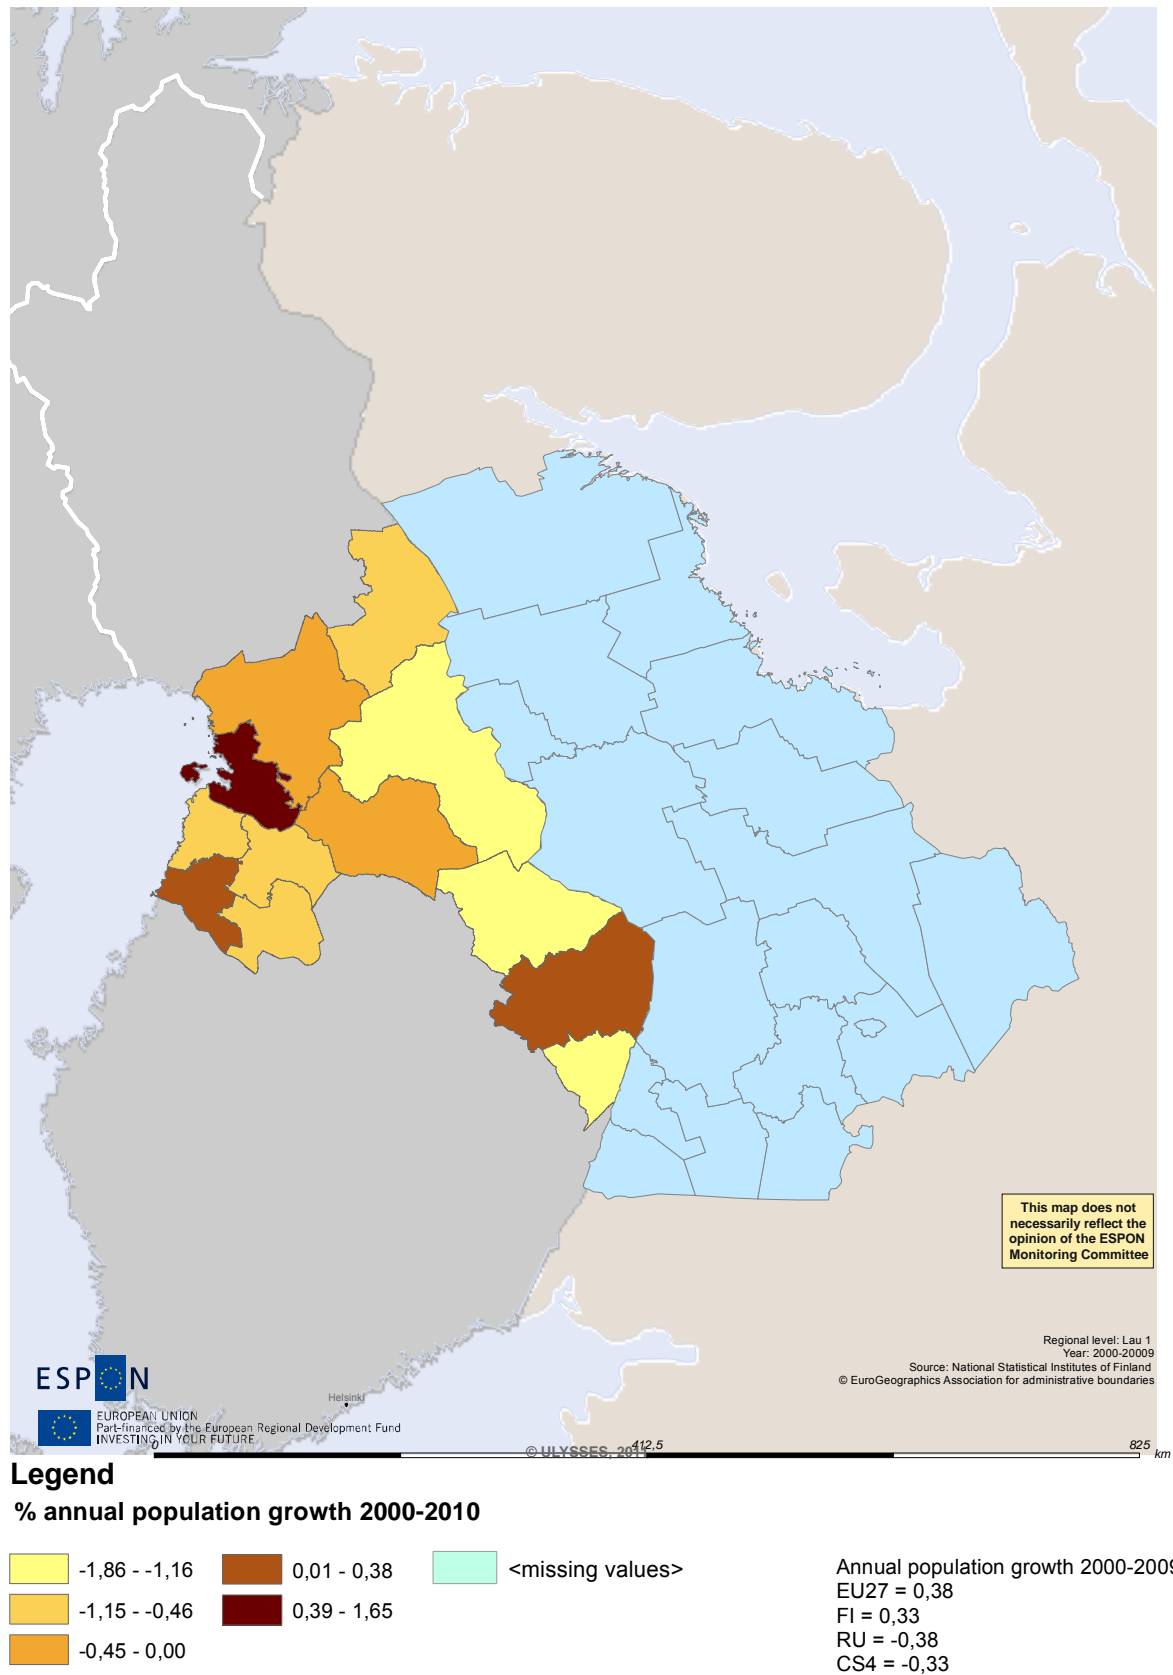 This map does not
necessarily reflect the
opinion of the ESPON
Monitoring Committee
Regional level: Lau 1
Year: 2000-20009
Source: National Statistical Institutes of Finland
© EuroGeographics Association for administrative boundaries
ESPON
Helsinki
EUROPEAN UNION
Part-financed by the European Regional Development Fund
INVESTING IN YOUR FUTURE
0 412,5 825 km
© ULYSSES, 2011
Legend
% annual population growth 2000-2010
-1,86 - -1,16
-1,15 - -0,46
-0,45 - 0,00
0,01 - 0,38
0,39 - 1,65
<missing values>
Annual population growth 2000-2009
EU27 = 0,38
FI = 0,33
RU = -0,38
CS4 = -0,33